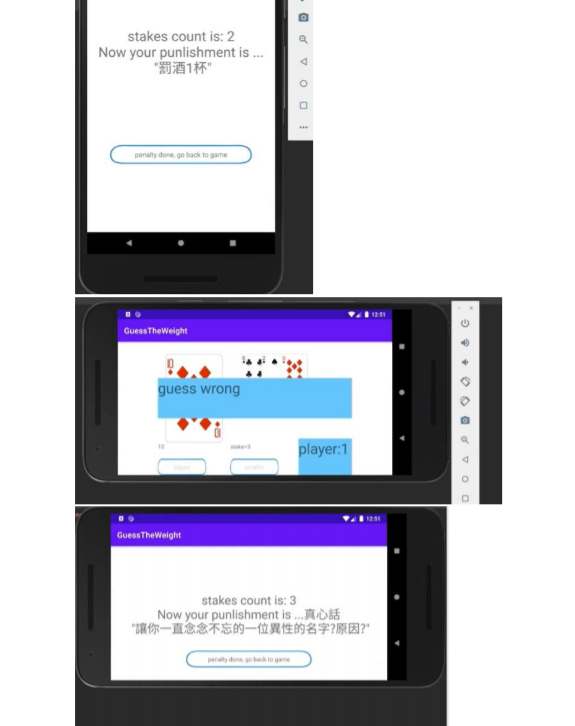 stakes count is: 2
Now your punlishment is ...
"罰酒1杯"
penalty done, go back to game
12:51
GuessTheWeight
10
guess wrong
10
stake=3
player:1
12:51
GuessTheWeight
stakes count is: 3
Now your punlishment is ...真心話
"讓你一直念念不忘的一位異性的名字?原因?"
penalty done, go back to game